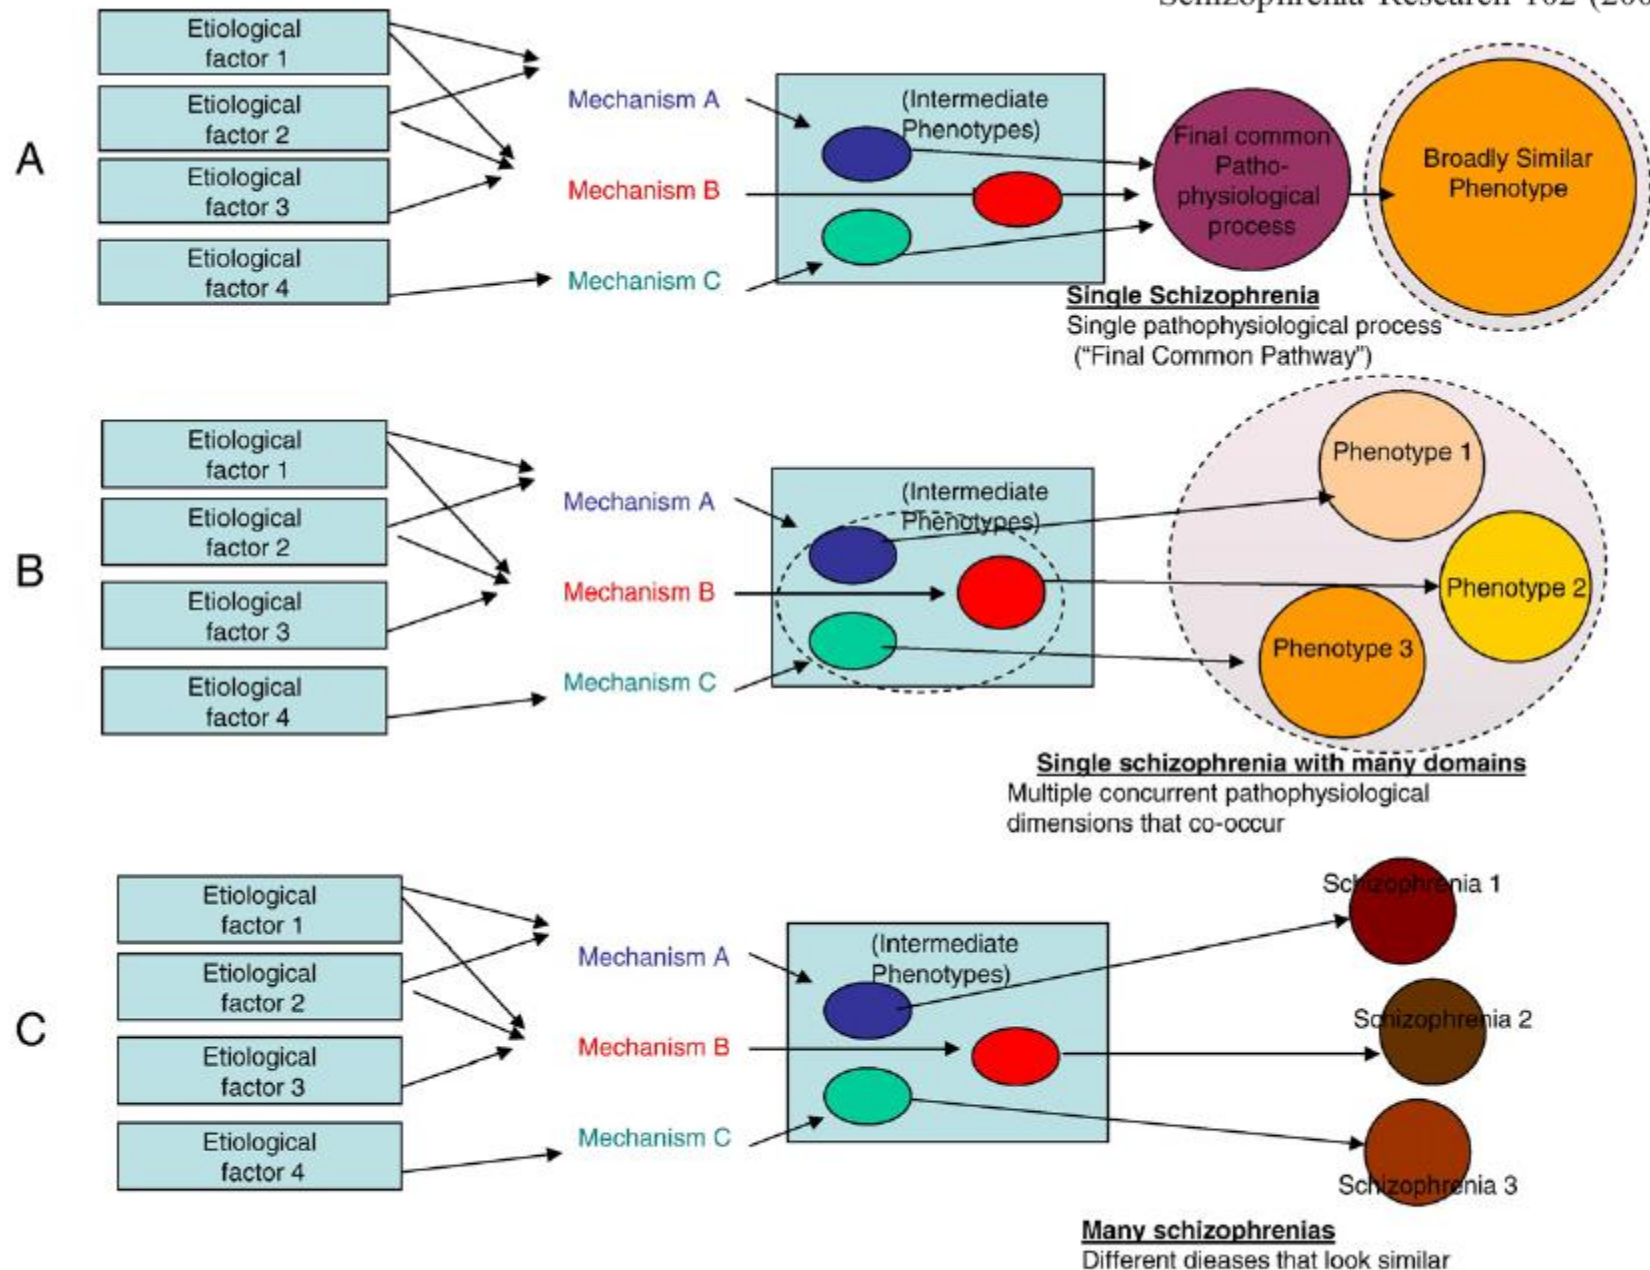 Schizophrenia Research 102 (200
A
Etiological
factor 1
Etiological
factor 2
Etiological
factor 3
Etiological
factor 4
Mechanism A
Mechanism B
Mechanism C
(Intermediate
Phenotypes)
Final common
Patho-
physiological
process
Broadly Similar
Phenotype
Single Schizophrenia
Single pathophysiological process
(“Final Common Pathway”)
B
Etiological
factor 1
Etiological
factor 2
Etiological
factor 3
Etiological
factor 4
Mechanism A
Mechanism B
Mechanism C
(Intermediate
Phenotypes)
Phenotype 1
Phenotype 2
Phenotype 3
Single schizophrenia with many domains
Multiple concurrent pathophysiological
dimensions that co-occur
C
Etiological
factor 1
Etiological
factor 2
Etiological
factor 3
Etiological
factor 4
Mechanism A
Mechanism B
Mechanism C
(Intermediate
Phenotypes)
Schizophrenia 1
Schizophrenia 2
Schizophrenia 3
Many schizophrenias
Different dieases that look similar